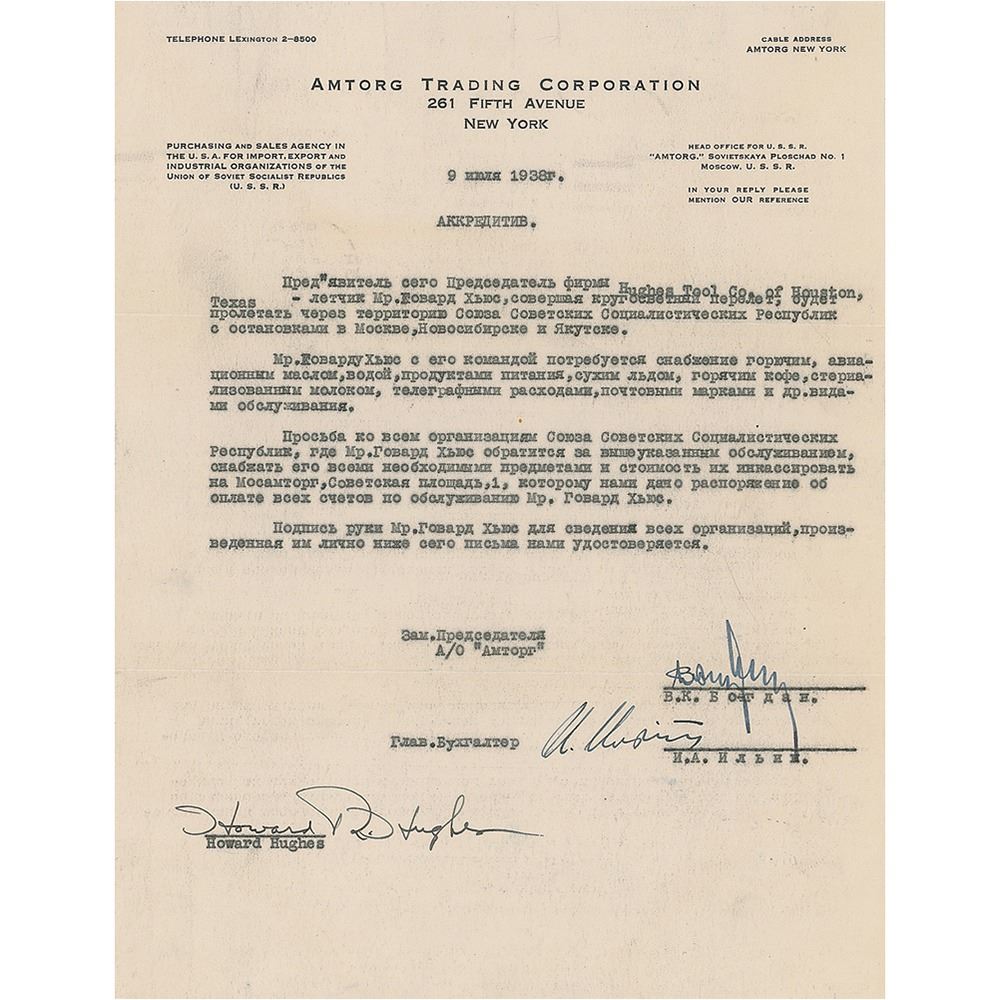 TELEPHONE LEXINGTON 2-8500
CABLE ADDRESS
AMTORG NEW YORK
AMTORG TRADING CORPORATION
261 FIFTH AVENUE
NEW YORK
PURCHASING AND SALES AGENCY IN
THE U. S. A. FOR IMPORT, EXPORT AND
INDUSTRIAL ORGANIZATIONS OF THE
UNION OF SOVIET SOCIALIST REPUBLICS
(U. S. S. R.)
HEAD OFFICE FOR U. S. S. R.
"AMTORG." SOVIETSKAYA PLOSCHAD NO. 1
MOSCOW, U. S. S. R.
IN YOUR REPLY PLEASE
MENTION OUR REFERENCE
9 июля 1938г.
АККРЕДИТИВ.
Пред"явитель сего Председатель фирмы Hughes Tool Co. of Houston,
Texas - летчик Мр.Говард Хьюс,совершая кругосветный перелет, будет
пролетать через территорию Союза Советских Социалистических Республик
с остановками в Москве,Новосибирске и Якутске.
Мр.Говарду Хьюс с его командой потребуется снабжение горючим, авиа-
ционным маслом,водой,продуктами питания,сухим льдом, горячим кофе,стериа-
лизованным молоком, телеграфными расходами,почтовыми марками и др.вида-
ми обслуживания.
Просьба ко всем организациям Союза Советских Социалистических
Республик, где Мр.Говард Хьюс обратится за вышеуказанным обслуживанием,
снабжать его всеми необходимыми предметами и стоимость их инкассировать
на Мосамторг,Советская площадь,1, которому нами дано распоряжение об
оплате всех счетов по обслуживанию Мр. Говард Хьюс.
Подпись руки Мр.Говард Хьюс для сведения всех организаций,произ-
веденная им лично ниже сего письма нами удостоверяется.
Зам.Председателя
А/О "Амторг"
В.К. Богдан.
Глав.Бухгалтер
И.А. Ильин.
Howard R. Hughes
Howard Hughes